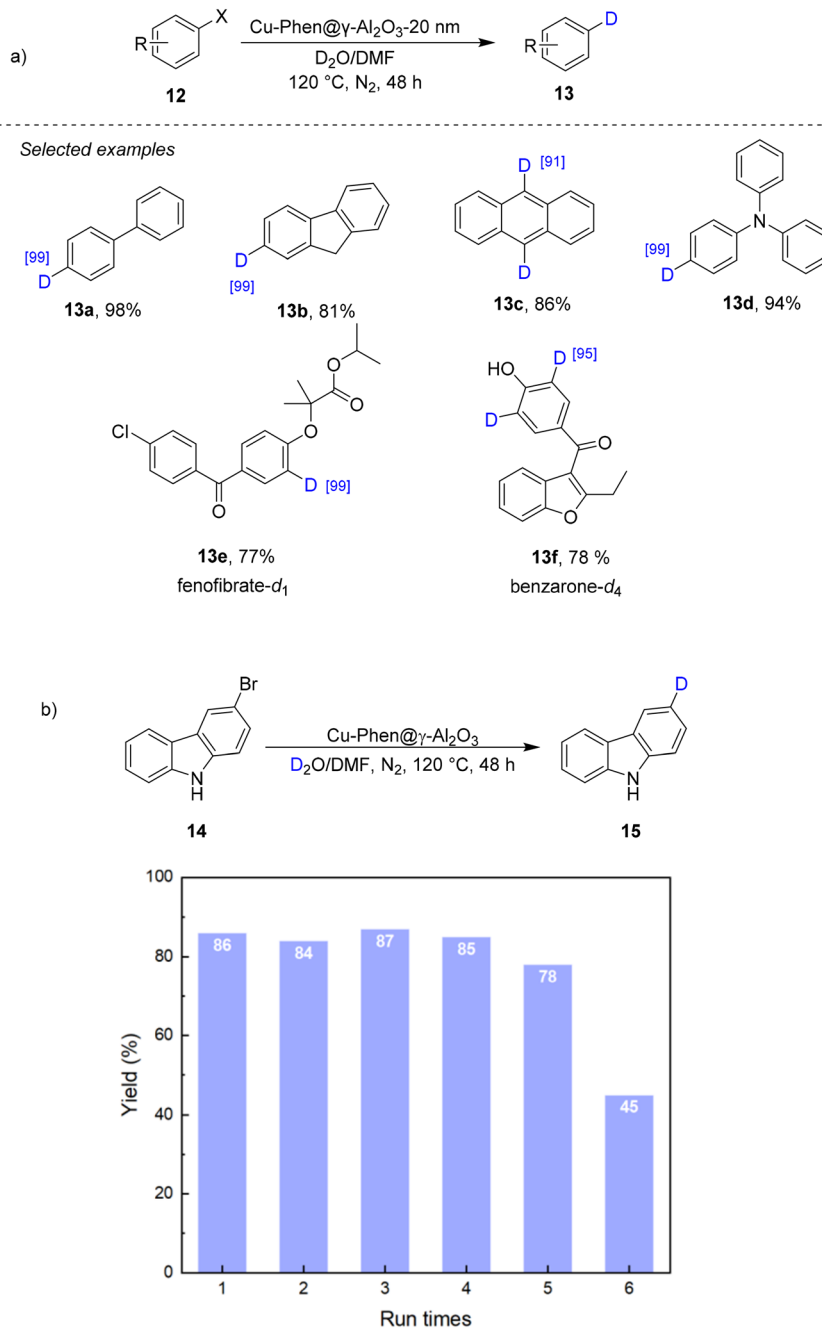 a)
R
X
12
Cu-Phen@γ-Al2O3-20 nm
D2O/DMF
120 °C, N2, 48 h
R
D
13
Selected examples
[99]
D
13a, 98%
D
[99]
13b, 81%
D [91]
D
13c, 86%
N
[99]
D
13d, 94%
Cl
O
O
O
O
D [99]
13e, 77%
fenofibrate-d1
HO
D [95]
D
O
O
13f, 78 %
benzarone-d4
b)
Br
N
H
14
Cu-Phen@γ-Al2O3
D2O/DMF, N2, 120 °C, 48 h
D
N
H
15
Yield (%)
100
80
60
40
20
0
86
84
87
85
78
45
1 2 3 4 5 6
Run times